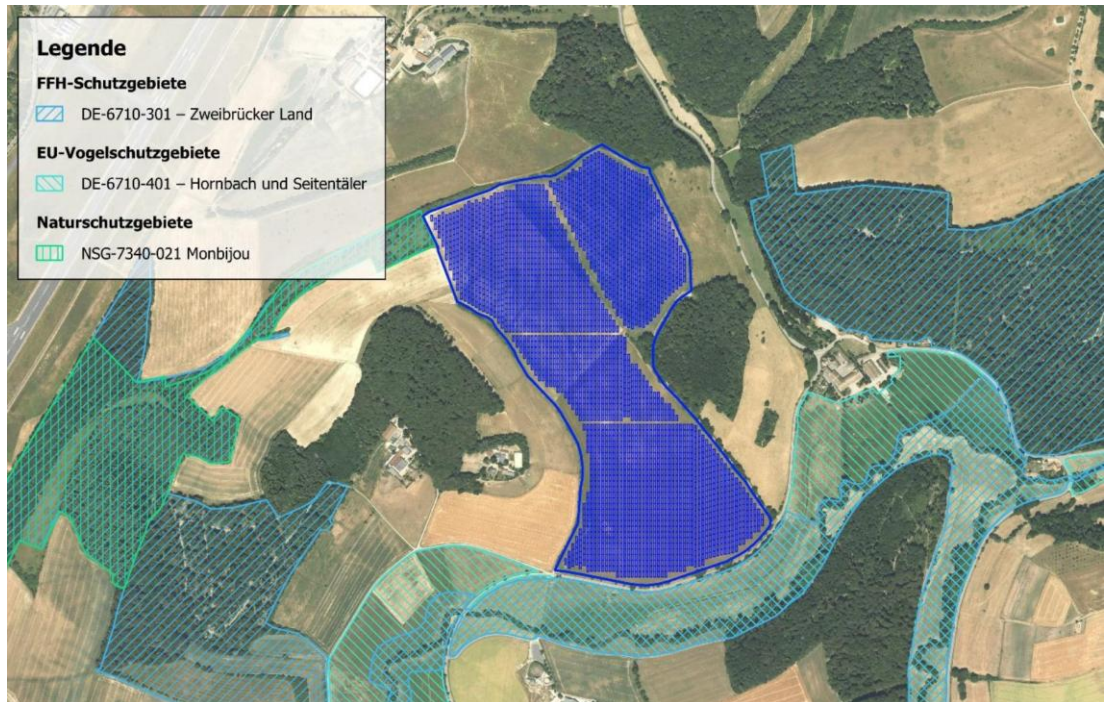 Legende
FFH-Schutzgebiete
DE-6710-301 – Zweibrücker Land
EU-Vogelschutzgebiete
DE-6710-401 – Hornbach und Seitentäler
Naturschutzgebiete
NSG-7340-021 Monbijou